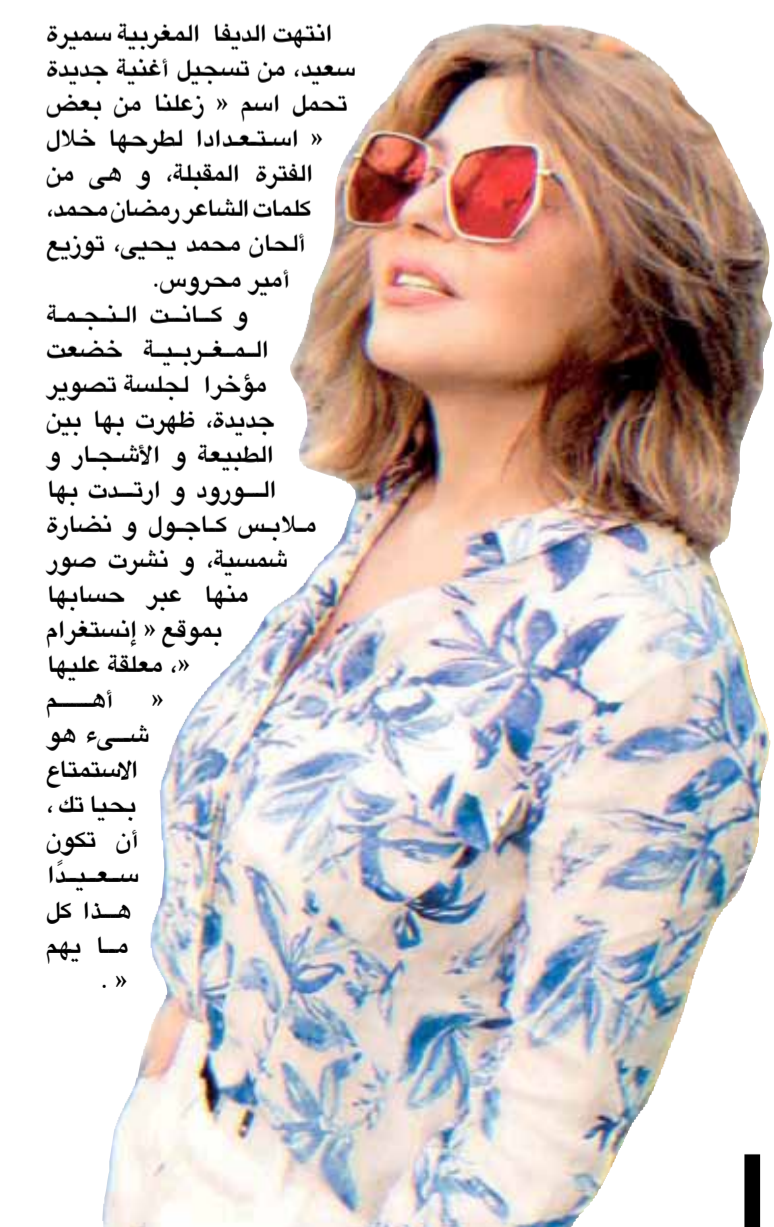 انتهت الديفا المغربية سميرة
سعيد، من تسجيل أغنية جديدة
تحمل اسم « زعلنا من بعض
« استعدادا لطرحها خلال
الفترة المقبلة، و هى من
كلمات الشاعر رمضان محمد،
ألحان محمد يحيى، توزيع
أمير محروس.
و كانت النجمة
المغربية خضعت
مؤخرا لجلسة تصوير
جديدة، ظهرت بها بين
الطبيعة و الأشجار و
الورود و ارتدت بها
ملابس كاجول و نضارة
شمسية، و نشرت صور
منها عبر حسابها
بموقع « إنستغرام
«، معلقة عليها
« أهم
شىء هو
الاستمتاع
بحياتك،
أن تكون
سعيدًا
هذا كل
ما يهم
« .